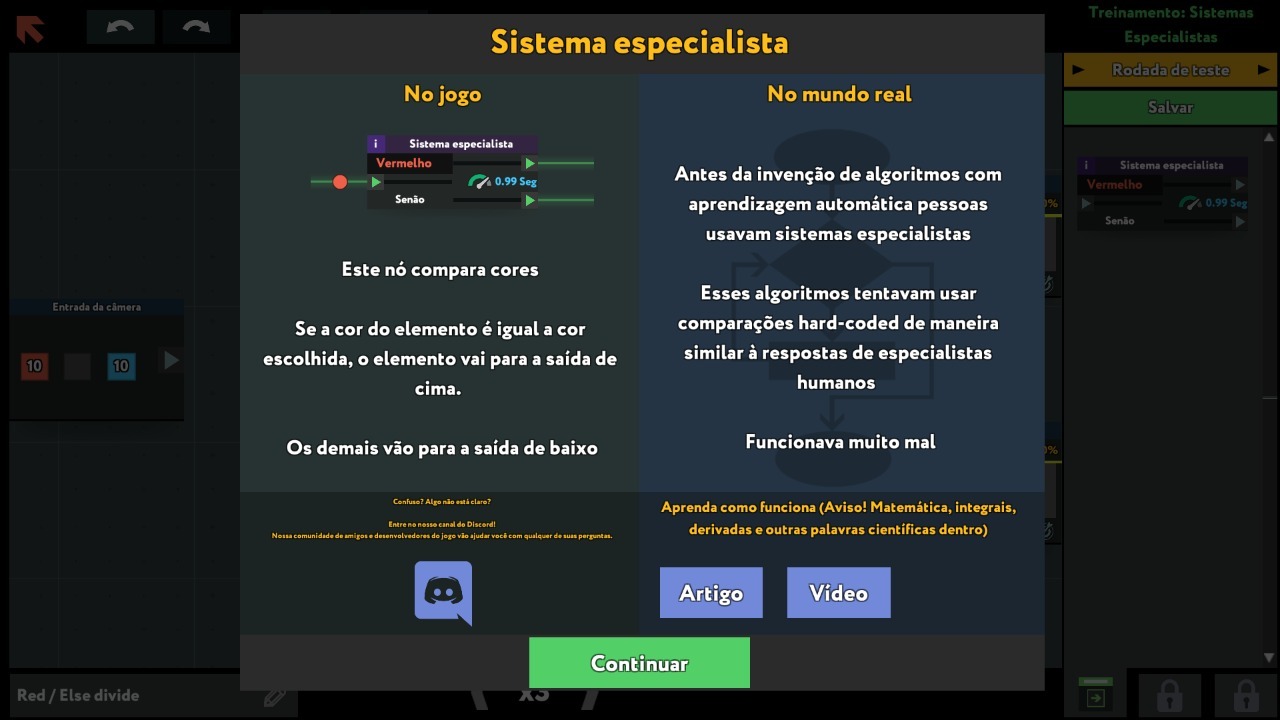 Sistema especialista
No jogo
i Sistema especialista
Vermelho
0.99 Seg
Senão
Este nó compara cores
Se a cor do elemento é igual a cor
escolhida, o elemento vai para a saída de
cima.
Os demais vão para a saída de baixo
Confuso? Algo não está claro?
Entre no nosso canal do Discord!
Nossa comunidade de amigos e desenvolvedores do jogo vão ajudar você com qualquer de suas perguntas.
No mundo real
Antes da invenção de algoritmos com
aprendizagem automática pessoas
usavam sistemas especialistas
Esses algoritmos tentavam usar
comparações hard-coded de maneira
similar à respostas de especialistas
humanos
Funcionava muito mal
Aprenda como funciona (Aviso! Matemática, integrais,
derivadas e outras palavras científicas dentro)
Artigo
Vídeo
Continuar
Entrada da câmera
10
10
Red / Else divide
x3
Treinamento: Sistemas
Especialistas
Rodada de teste
Salvar
i Sistema especialista
Vermelho
0.99 Seg
Senão